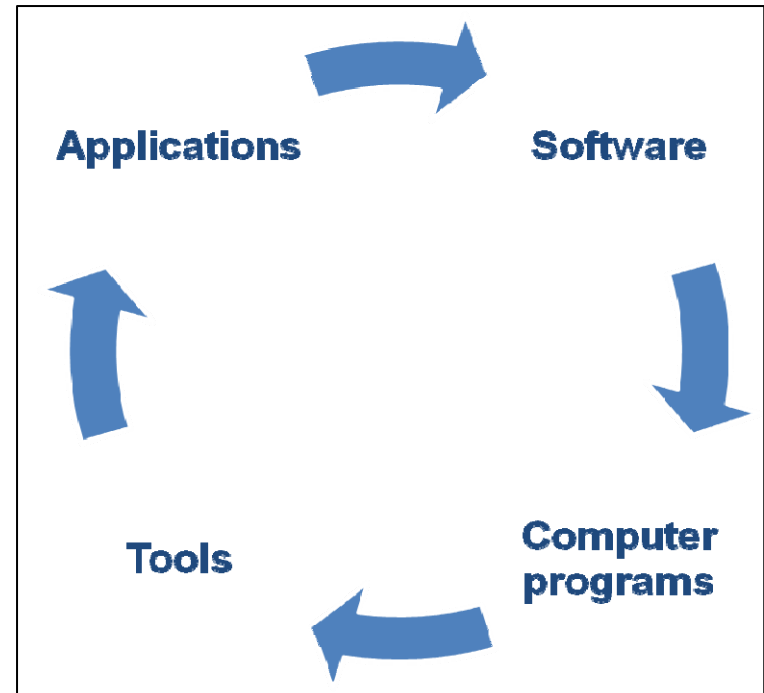 Applications
Software
Computer
programs
Tools